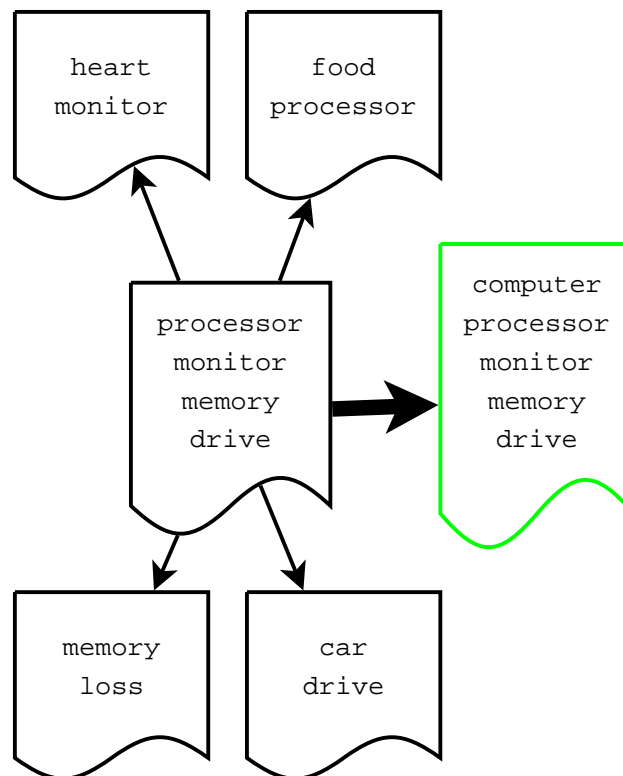 heart
monitor
food
processor
processor
monitor
memory
drive
computer
processor
monitor
memory
drive
memory
loss
car
drive